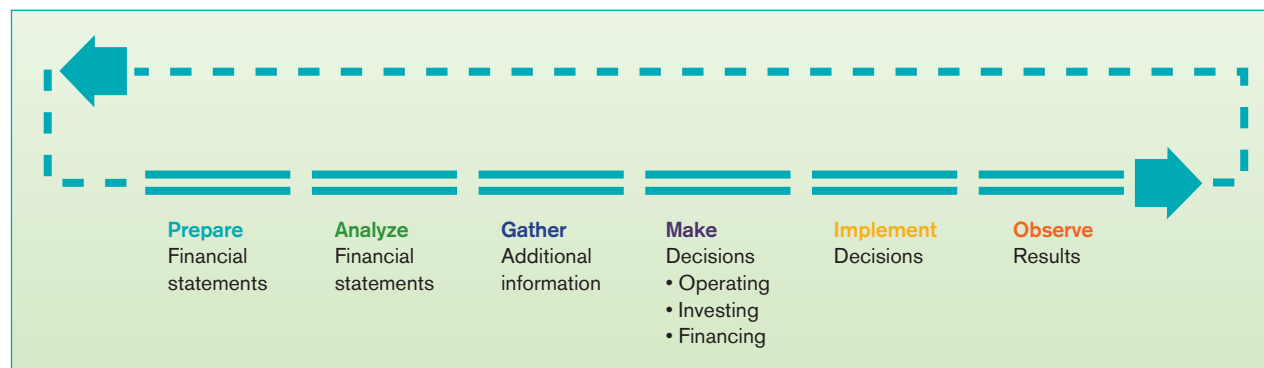 Prepare
Financial
statements
Analyze
Financial
statements
Gather
Additional
information
Make
Decisions
• Operating
• Investing
• Financing
Implement
Decisions
Observe
Results